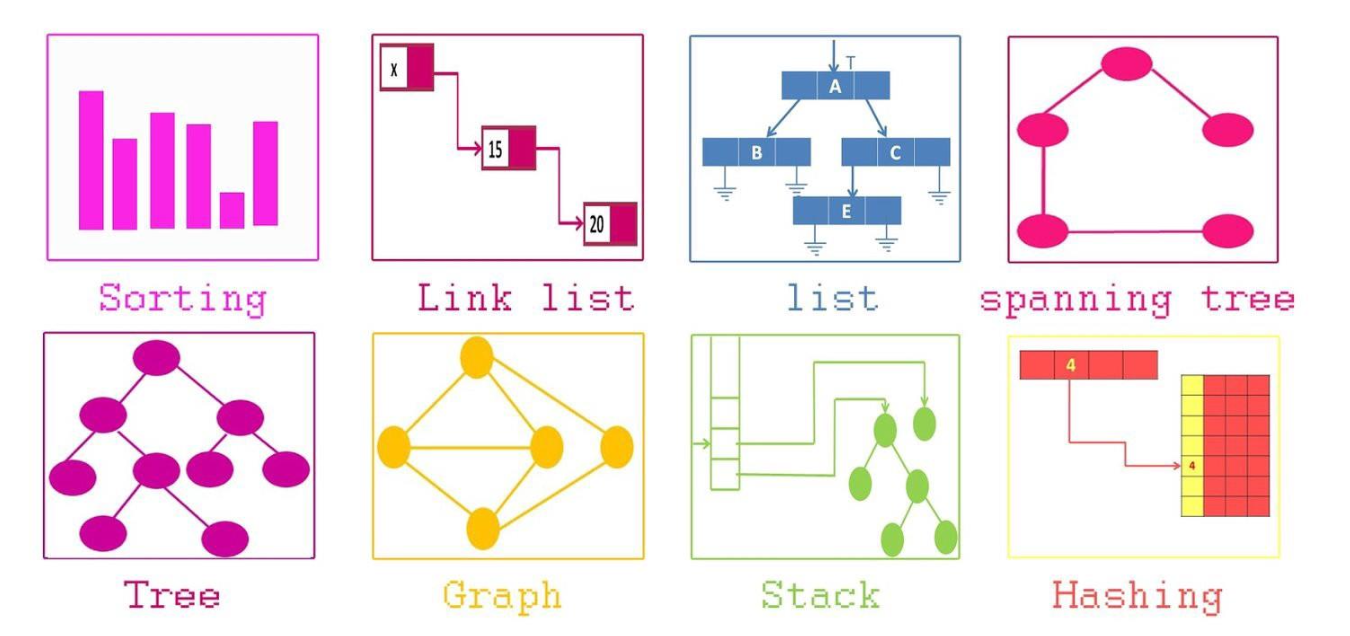 x
15
20
T
A
B
C
E
Sorting
Link list
list
spanning tree
4
4
Tree
Graph
Stack
Hashing